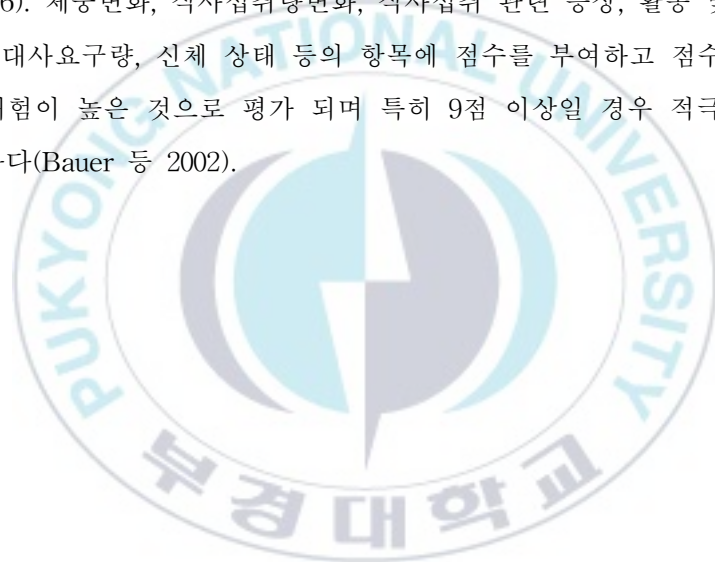 6). 체중변화, 식사섭취량변화, 식사섭취 관련 증상, 활동 및
대사요구량, 신체 상태 등의 항목에 점수를 부여하고 점수
위험이 높은 것으로 평가 되며 특히 9점 이상일 경우 적극
다(Bauer 등 2002).
PUKYONG NATIONAL UNIVERSITY
부경대학교